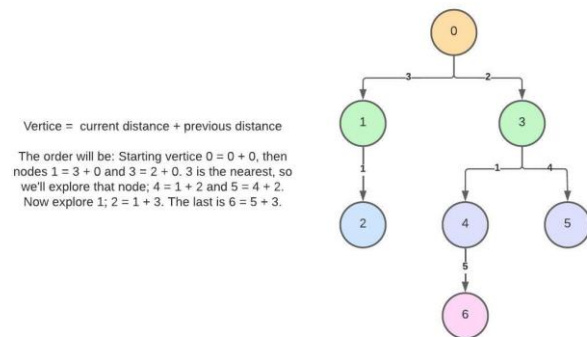 Vertice = current distance + previous distance
The order will be: Starting vertice 0 = 0 + 0, then
nodes 1 = 3 + 0 and 3 = 2 + 0. 3 is the nearest, so
we'll explore that node; 4 = 1 + 2 and 5 = 4 + 2.
Now explore 1; 2 = 1 + 3. The last is 6 = 5 + 3.
0
3
2
1
3
1
1
4
2
4
5
5
6